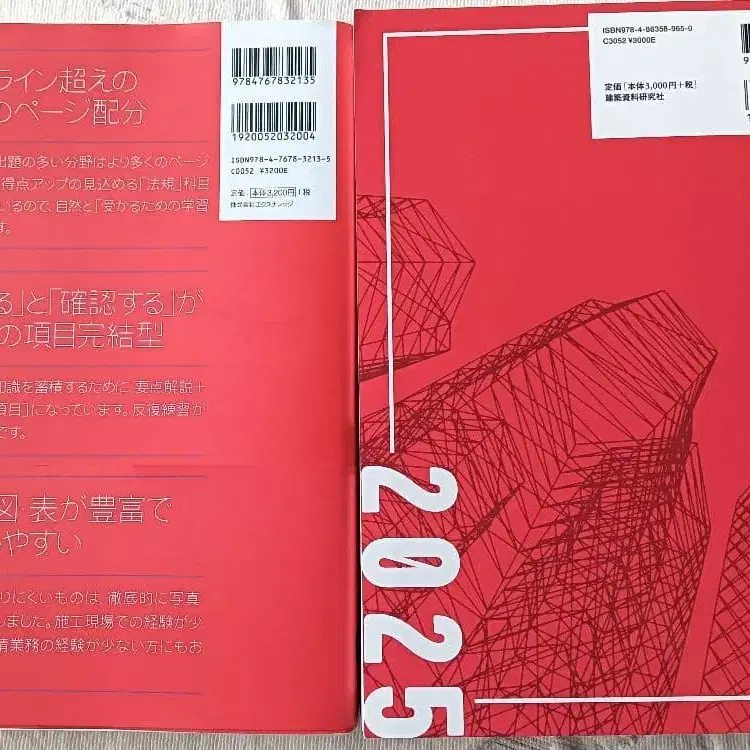 ライン超えの
のページ配分
出題の多い分野はより多くのページ
得点アップの見込める「法規」科目
いるので、自然と「受かるための学習
す。
る」と「確認する」が
の項目完結型
知識を蓄積するために、要点解説+
項目]になっています。反復練習が
です。
図・表が豊富で
やすい
りにくいものは、徹底的に写真
しました。施工現場での経験が少
請業務の経験が少ない方にもお
9784767832135
1920052032004
ISBN978-4-7678-3213-5
C0052 ¥3200E
定価:本体3,200円+税
株式会社エクスナレッジ
ISBN978-4-86358-965-0
C3052 ¥3000E
定価[本体3,000円+税]
建築資料研究社
9
1
2025